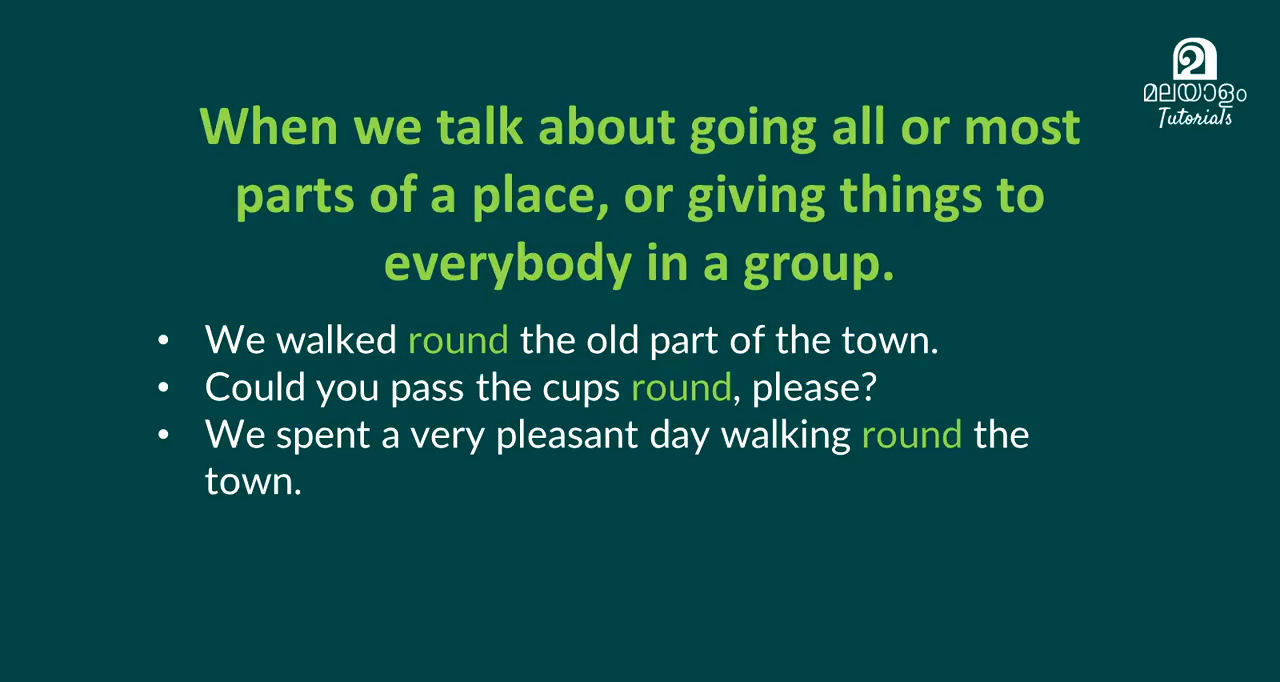 മലയാളം
Tutorials
When we talk about going all or most
parts of a place, or giving things to
everybody in a group.
• We walked round the old part of the town.
• Could you pass the cups round, please?
• We spent a very pleasant day walking round the
town.